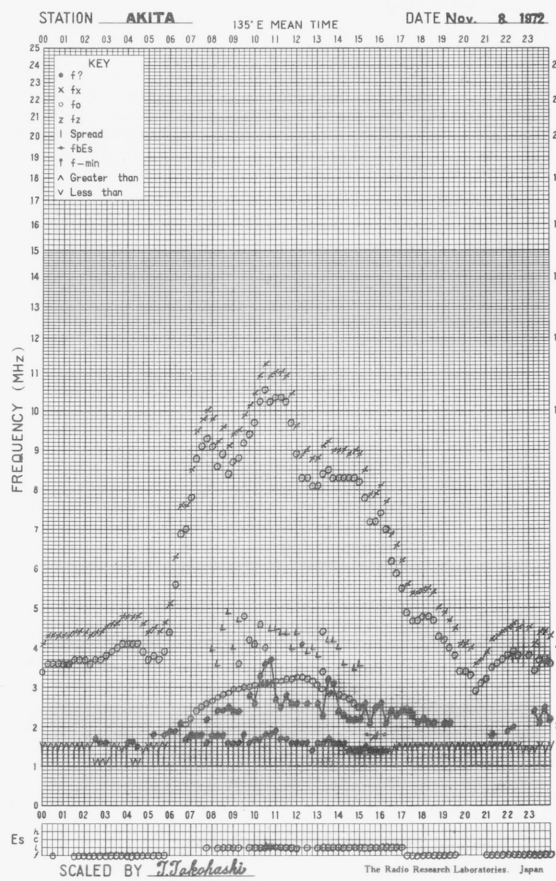 STATION AKITA 135°E MEAN TIME DATE Nov. 8. 1972
00 01 02 03 04 05 06 07 08 09 10 11 12 13 14 15 16 17 18 19 20 21 22 23
25
24
23
22
21
20
19
18
17
16
15
14
13
12
11
10
9
8
7
6
5
4
3
2
1
0
KEY
f?
x fx
o fo
z fz
Spread
fbEs
f-min
Greater than
Less than
FREQUENCY (MHz)
00 01 02 03 04 05 06 07 08 09 10 11 12 13 14 15 16 17 18 19 20 21 22 23
Es
h
c
l
f
SCALED BY T.Takahashi The Radio Research Laboratories. Japan